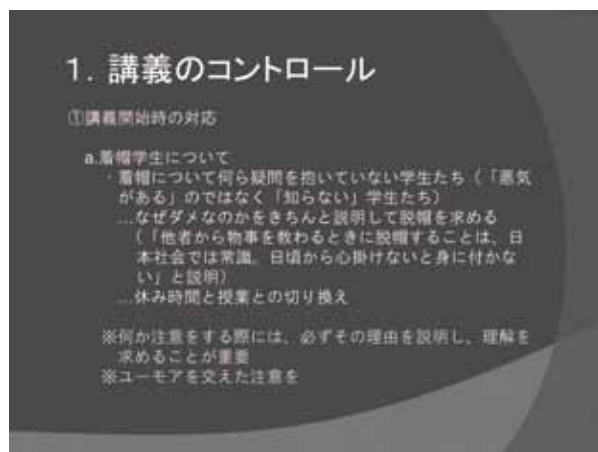 1. 講義のコントロール
①講義開始時の対応
a.着帽学生について
・着帽について何ら疑問を抱いていない学生たち（「悪気
がある」のではなく「知らない」学生たち）
…なぜダメなのかをきちんと説明して脱帽を求める
（「他者から物事を教わるときに脱帽することは、日
本社会では常識。日頃から心掛けないと身に付かな
い」と説明）
…休み時間と授業との切り換え
※何か注意をする際には、必ずその理由を説明し、理解を
求めることが重要
※ユーモアを交えた注意を